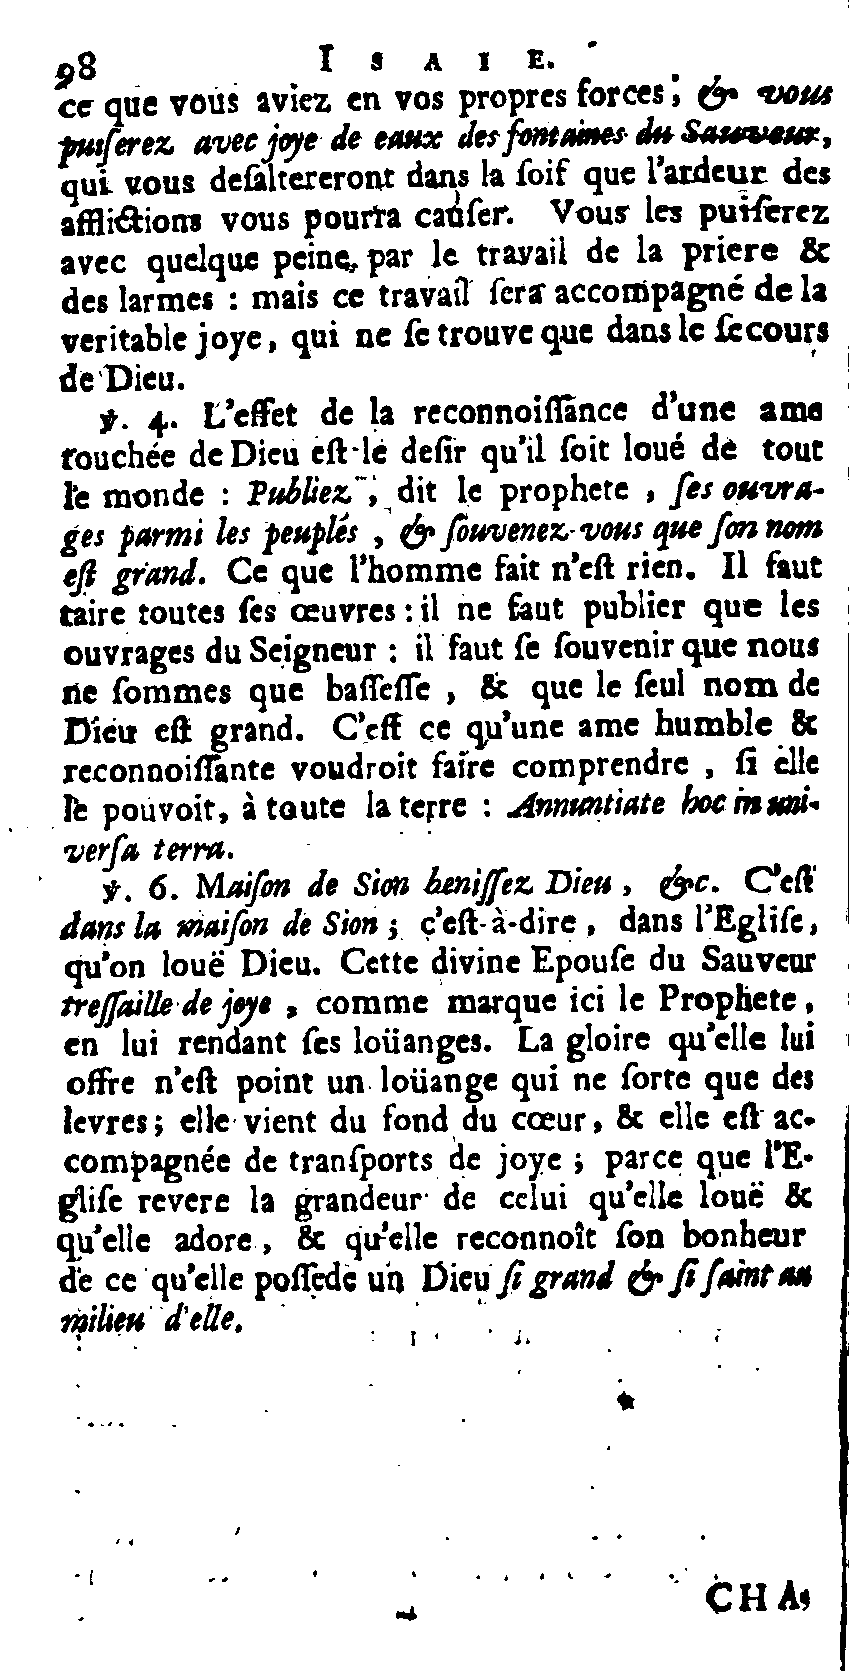 98 ISAIE.
ce que vous aviez en vos propres forces; & vous
puiſerez avec joye de eaux des fontaines du Sauveur,
qui vous deſaltereront dans la ſoif que l'ardeur des
afflictions vous pourra cauſer. Vous les puiſerez
avec quelque peine, par le travail de la priere &
des larmes : mais ce travail ſera accompagné de la
veritable joye, qui ne ſe trouve que dans le ſecours
de Dieu.
℣. 4. L'effet de la reconnoiſſance d'une ame
touchée de Dieu eſt le deſir qu'il ſoit loué de tout
le monde : Publiez, dit le prophete, ſes ouvra-
ges parmi les peuples, & ſouvenez-vous que ſon nom
eſt grand. Ce que l'homme fait n'eſt rien. Il faut
taire toutes ſes œuvres : il ne faut publier que les
ouvrages du Seigneur : il faut ſe ſouvenir que nous
ne ſommes que baſſeſſe, & que le ſeul nom de
Dieu eſt grand. C'eſt ce qu'une ame humble &
reconnoiſſante voudroit faire comprendre, ſi elle
le pouvoit, à toute la terre : Annuntiate hoc in uni-
verſa terra.
℣. 6. Maiſon de Sion beniſſez Dieu, &c. C'eſt
dans la maiſon de Sion; c'eſt-à-dire, dans l'Egliſe,
qu'on louë Dieu. Cette divine Epouſe du Sauveur
treſſaille de joye, comme marque ici le Prophete,
en lui rendant ſes loüanges. La gloire qu'elle lui
offre n'eſt point un loüange qui ne ſorte que des
levres; elle vient du fond du cœur, & elle eſt ac-
compagnée de tranſports de joye; parce que l'E-
gliſe revere la grandeur de celui qu'elle louë &
qu'elle adore, & qu'elle reconnoît ſon bonheur
de ce qu'elle poſſede un Dieu ſi grand & ſi ſaint au
milieu d'elle.
CHA-